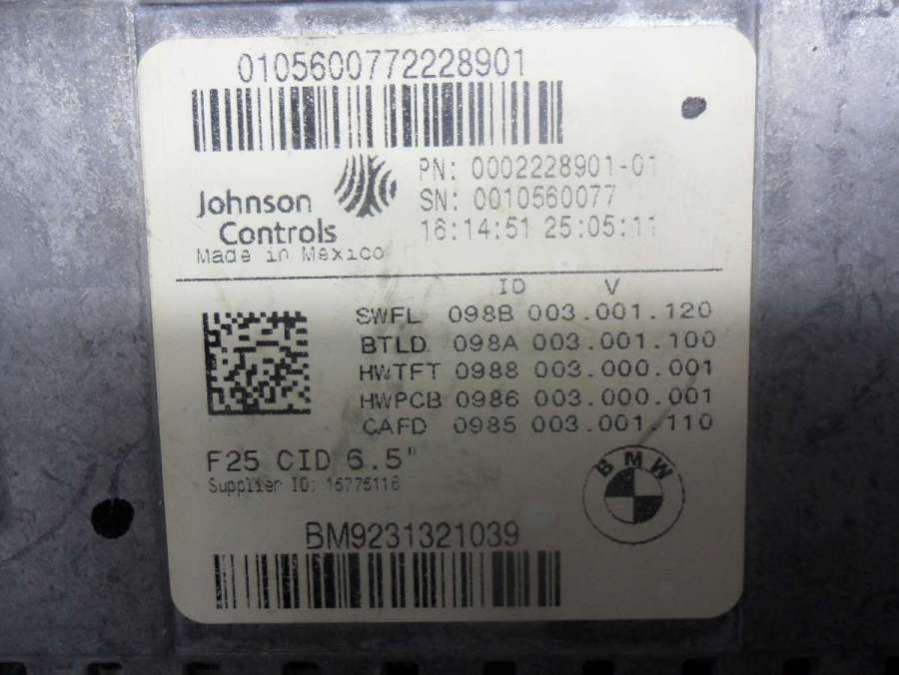 0105600772228901
PN: 0002228901-01
SN: 0010560077
16:14:51 25:05:11
Johnson
Controls
Made in Mexico
ID V
SWFL 098B 003.001.120
BTLD 098A 003.001.100
HWTFT 0988 003.000.001
HWPCB 0986 003.000.001
CAFD 0985 003.001.110
F25 CID 6.5"
Supplier ID: 15775116
BMW
BM9231321039